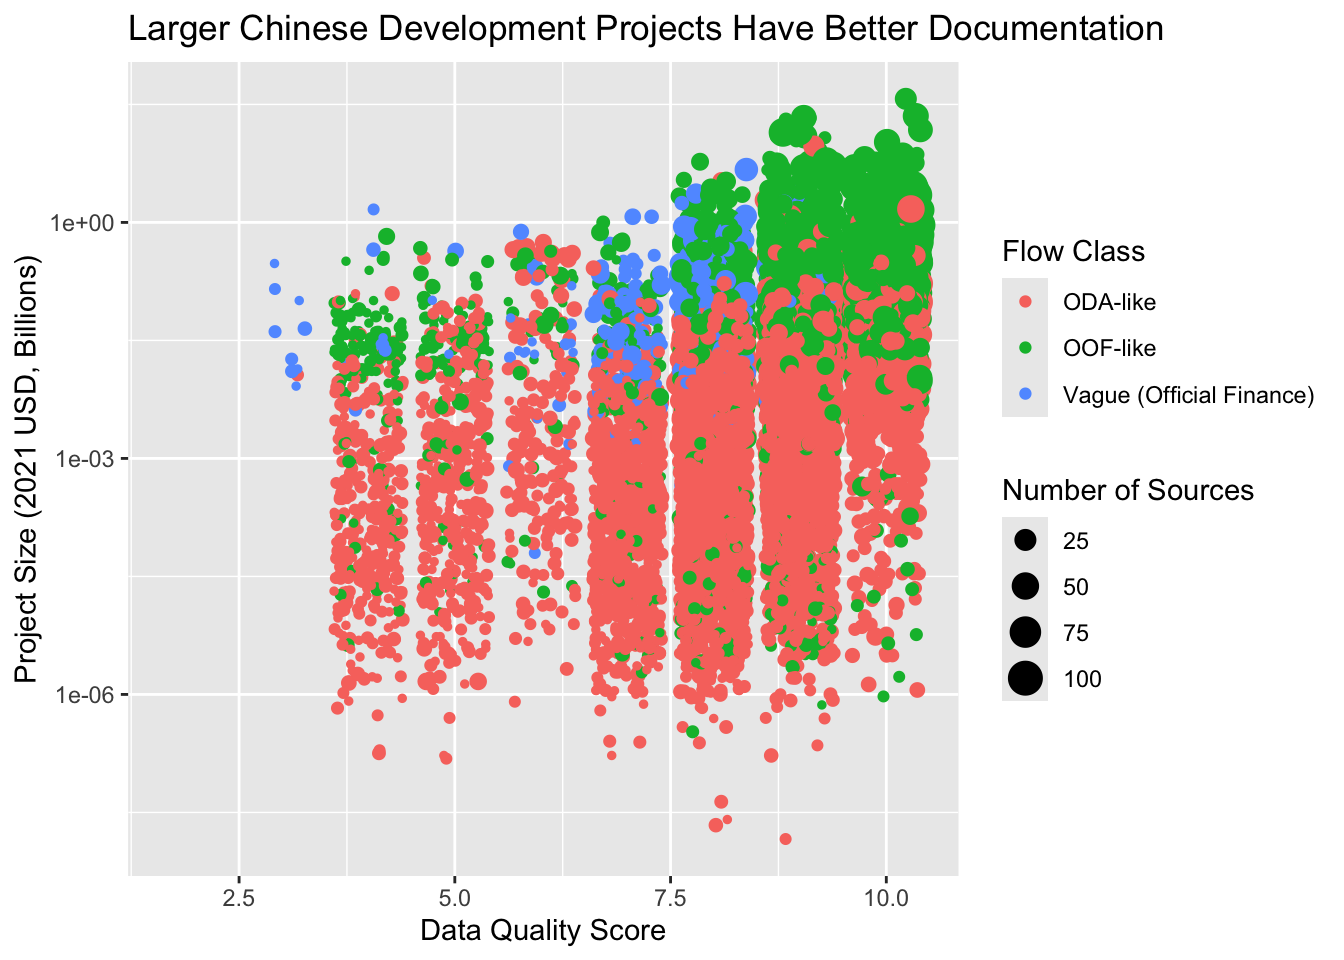 Larger Chinese Development Projects Have Better Documentation
Project Size (2021 USD, Billions)
1e+00
1e-03
1e-06
2.5 5.0 7.5 10.0
Data Quality Score
Flow Class
ODA-like
OOF-like
Vague (Official Finance)
Number of Sources
25
50
75
100